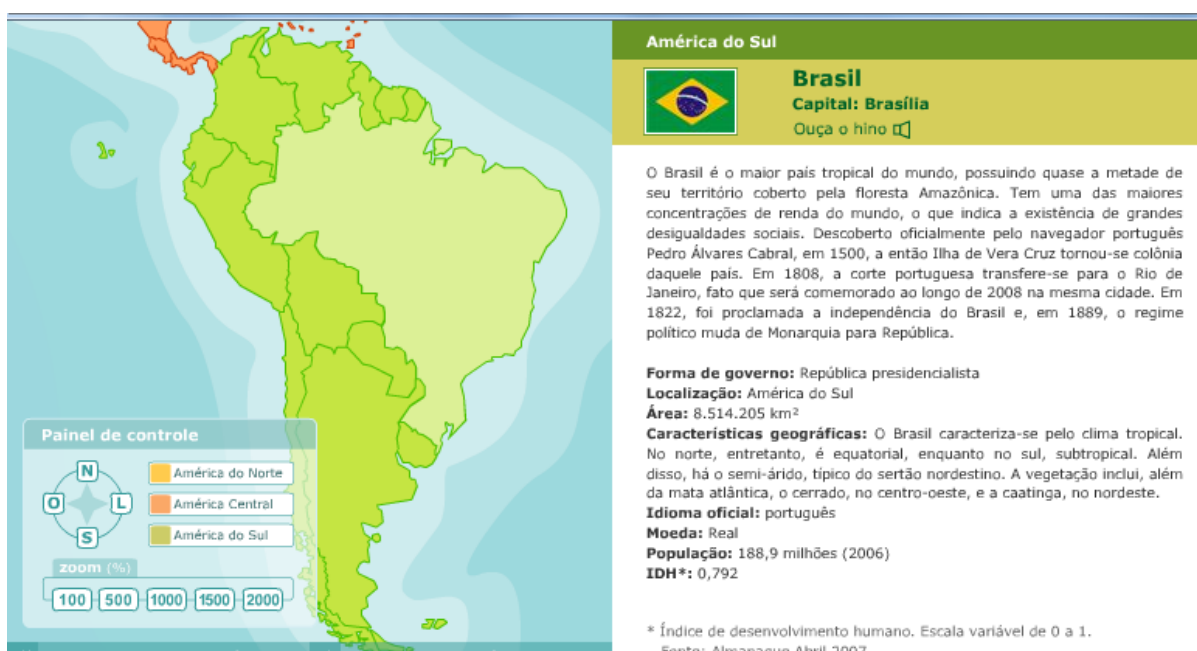 América do Sul
Brasil
Capital: Brasília
Ouça o hino
O Brasil é o maior país tropical do mundo, possuindo quase a metade de
seu território coberto pela floresta Amazônica. Tem uma das maiores
concentrações de renda do mundo, o que indica a existência de grandes
desigualdades sociais. Descoberto oficialmente pelo navegador português
Pedro Álvares Cabral, em 1500, a então Ilha de Vera Cruz tornou-se colônia
daquele país. Em 1808, a corte portuguesa transfere-se para o Rio de
Janeiro, fato que será comemorado ao longo de 2008 na mesma cidade. Em
1822, foi proclamada a independência do Brasil e, em 1889, o regime
político muda de Monarquia para República.
Forma de governo: República presidencialista
Localização: América do Sul
Área: 8.514.205 km²
Características geográficas: O Brasil caracteriza-se pelo clima tropical.
No norte, entretanto, é equatorial, enquanto no sul, subtropical. Além
disso, há o semi-árido, típico do sertão nordestino. A vegetação inclui, além
da mata atlântica, o cerrado, no centro-oeste, e a caatinga, no nordeste.
Idioma oficial: português
Moeda: Real
População: 188,9 milhões (2006)
IDH*: 0,792
* Índice de desenvolvimento humano. Escala variável de 0 a 1.
Fonte: Almanaque Abril 2007
Painel de controle
N
O
L
S
América do Norte
América Central
América do Sul
zoom (%)
100 500 1000 1500 2000